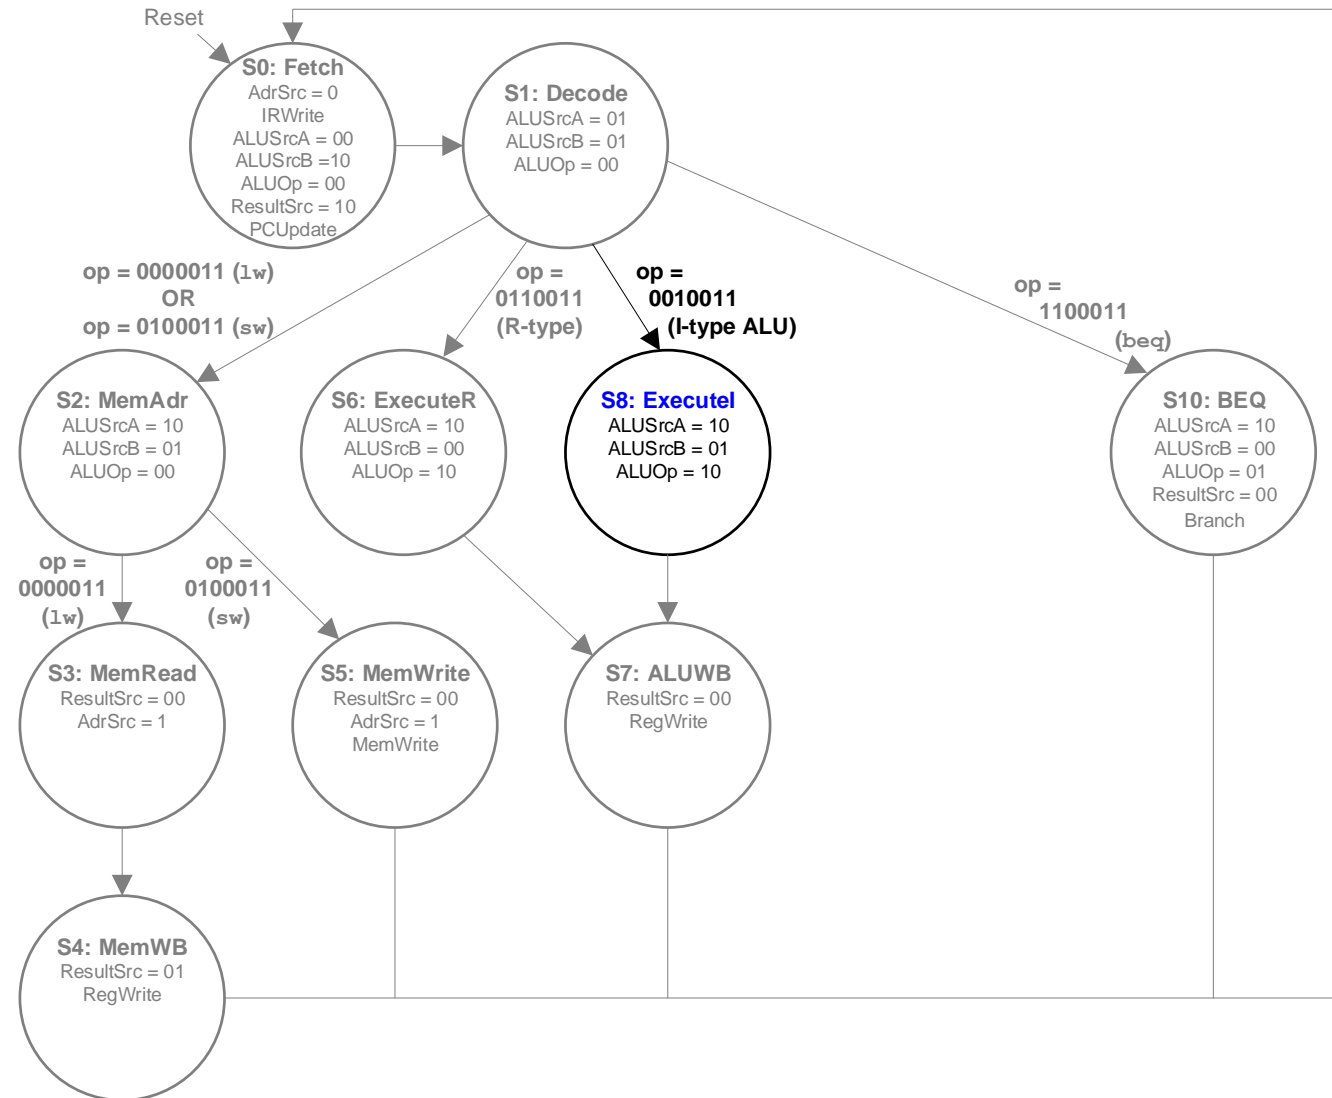 Reset
S0: Fetch
AdrSrc = 0
IRWrite
ALUSrcA = 00
ALUSrcB =10
ALUOp = 00
ResultSrc = 10
PCUpdate
S1: Decode
ALUSrcA = 01
ALUSrcB = 01
ALUOp = 00
op = 0000011 (lw)
OR
op = 0100011 (sw)
op =
0110011
(R-type)
op =
0010011
(I-type ALU)
op =
1100011
(beq)
S2: MemAdr
ALUSrcA = 10
ALUSrcB = 01
ALUOp = 00
S6: ExecuteR
ALUSrcA = 10
ALUSrcB = 00
ALUOp = 10
S8: ExecuteI
ALUSrcA = 10
ALUSrcB = 01
ALUOp = 10
S10: BEQ
ALUSrcA = 10
ALUSrcB = 00
ALUOp = 01
ResultSrc = 00
Branch
op =
0000011
(lw)
op =
0100011
(sw)
S3: MemRead
ResultSrc = 00
AdrSrc = 1
S5: MemWrite
ResultSrc = 00
AdrSrc = 1
MemWrite
S7: ALUWB
ResultSrc = 00
RegWrite
S4: MemWB
ResultSrc = 01
RegWrite